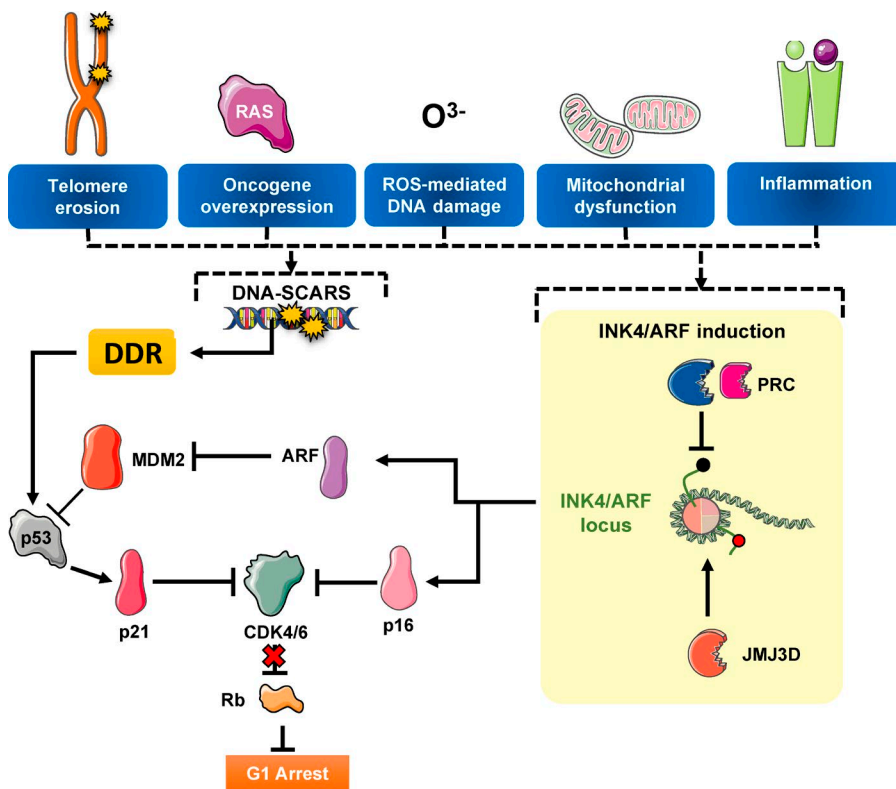 RAS
O³⁻
Telomere
erosion
Oncogene
overexpression
ROS-mediated
DNA damage
Mitochondrial
dysfunction
Inflammation
DNA-SCARS
DDR
INK4/ARF induction
PRC
MDM2
ARF
INK4/ARF
locus
p53
p21
CDK4/6
p16
JMJ3D
Rb
G1 Arrest